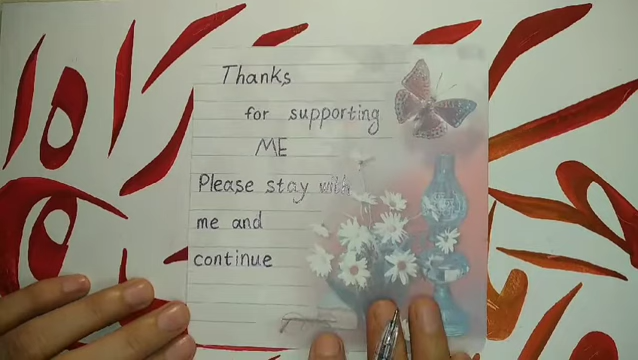 Thanks
for supporting
ME
Please stay with
me and
continue